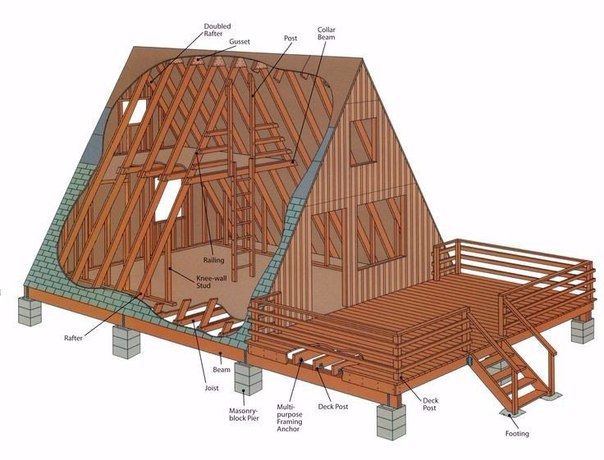 Doubled
Rafter
Gusset
Post
Collar
Beam
Railing
Knee-wall
Stud
Rafter
Beam
Joist
Masonry-
block Pier
Multi-
purpose
Framing
Anchor
Deck Post
Deck
Post
Footing